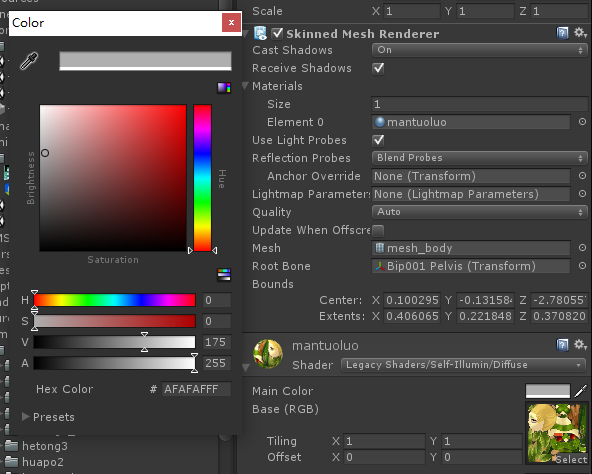 Color
x
Brightness
Hue
Saturation
H 0
S 0
V 175
A 255
Hex Color # AFAFAFFF
Presets
hetong3
huapo2
Scale X 1 Y 1 Z 1
Skinned Mesh Renderer
Cast Shadows On
Receive Shadows
Materials
Size 1
Element 0 mantuoluo
Use Light Probes
Reflection Probes Blend Probes
Anchor Override None (Transform)
Lightmap Parameters None (Lightmap Parameters)
Quality Auto
Update When Offscre
Mesh mesh_body
Root Bone Bip001 Pelvis (Transform)
Bounds
Center: X 0.100295 Y -0.13158 Z -2.78055
Extents: X 0.406065 Y 0.221848 Z 0.370820
mantuoluo
Shader Legacy Shaders/Self-Illumin/Diffuse
Main Color
Base (RGB)
Tiling X 1 Y 1
Offset X 0 Y 0
Select